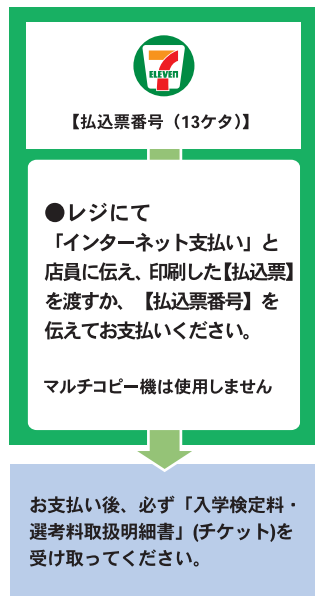 7
ELEVEN
【払込票番号（13ケタ）】
●レジにて
「インターネット支払い」と
店員に伝え、印刷した【払込票】
を渡すか、【払込票番号】を
伝えてお支払いください。
マルチコピー機は使用しません
お支払い後、必ず「入学検定料・
選考料取扱明細書」(チケット)を
受け取ってください。